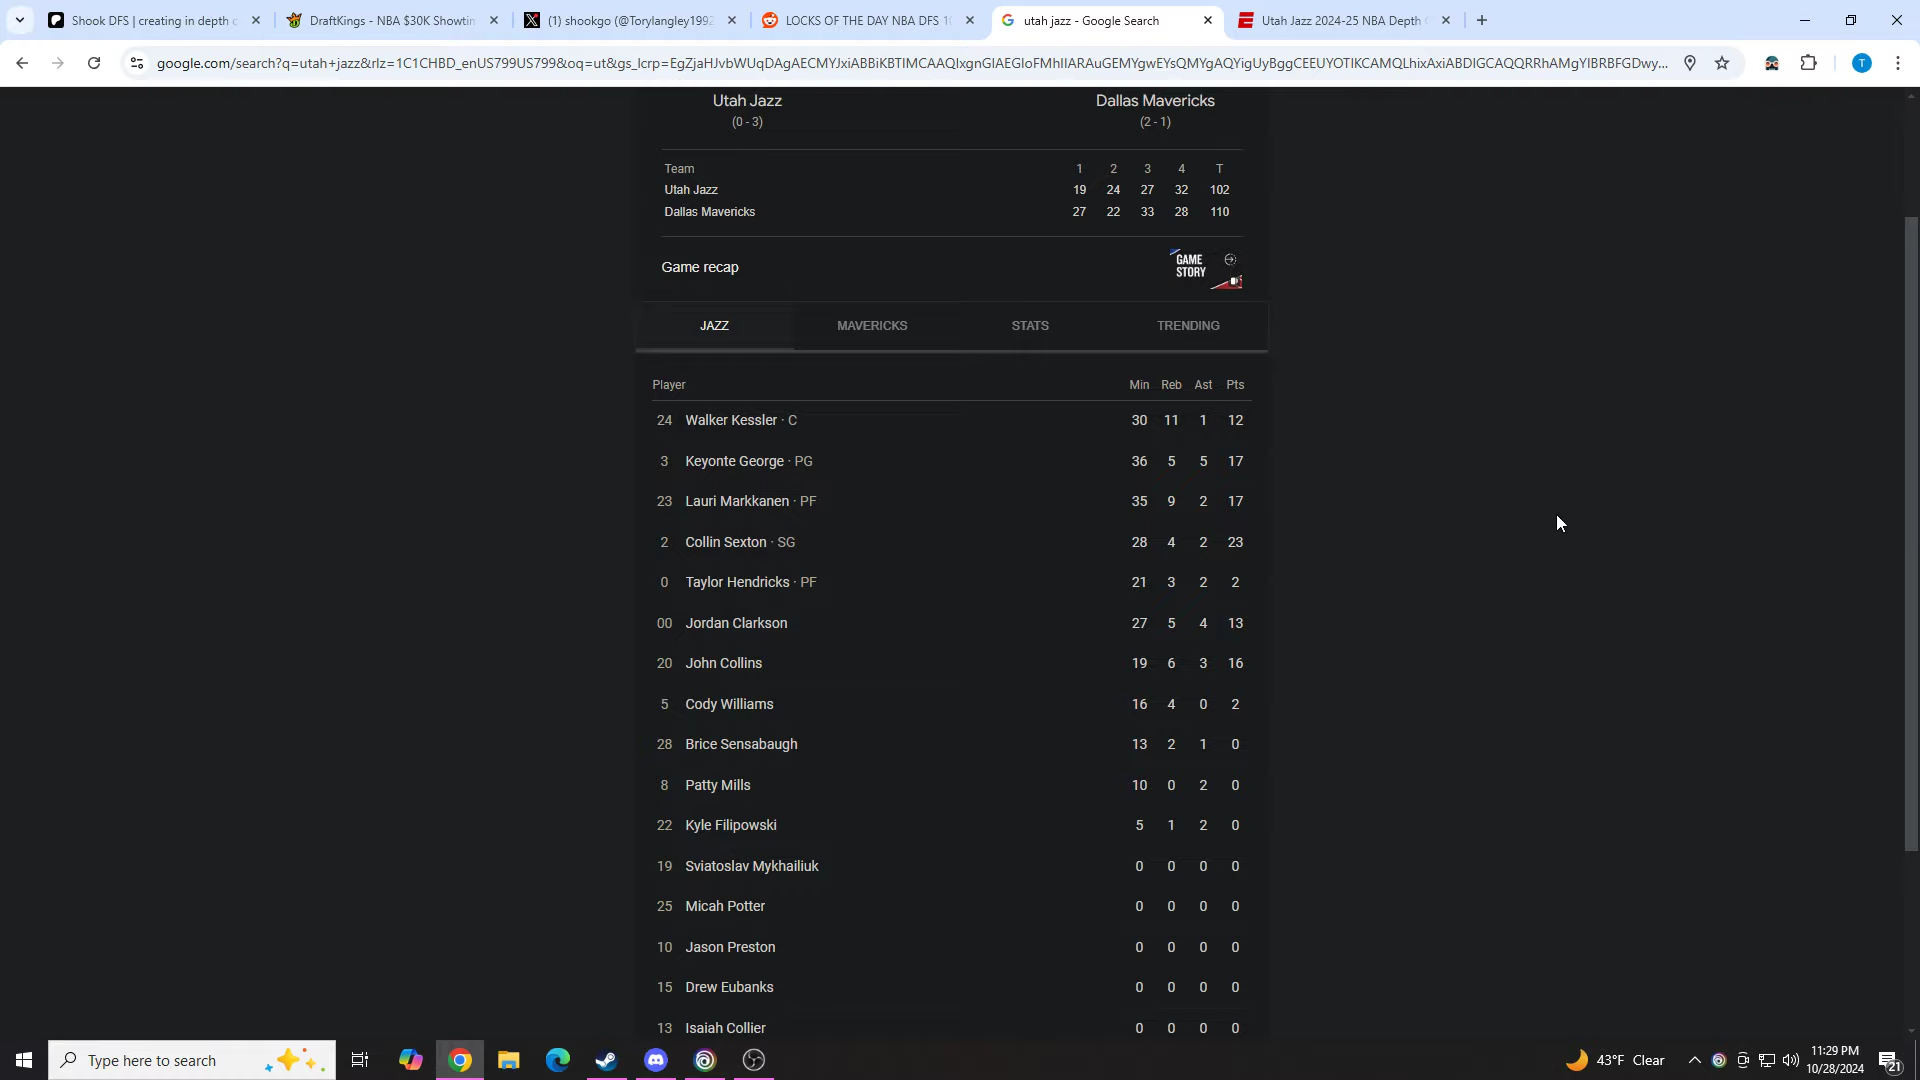 Shook DFS | creating in depth c
DraftKings - NBA $30K Showtin
(1) shookgo (@Torylangley1992
LOCKS OF THE DAY NBA DFS 10
utah jazz - Google Search
Utah Jazz 2024-25 NBA Depth C
google.com/search?q=utah+jazz&rlz=1C1CHBD_enUS799US799&oq=ut&gs_lcrp=EgZjaHJvbWUqDAgAECMYJxiABBiKBTIMCAAQIxgnGIAEGIoFMhIIARAuGEMYgwEYsQMYgAQYigUyBggCEEUYOTIKCAMQLhixAxiABDIGCAQQRRhAMgYIBRBFGDwy...
T
Utah Jazz
(0 - 3)
Dallas Mavericks
(2 - 1)
Team 1 2 3 4 T
Utah Jazz 19 24 27 32 102
Dallas Mavericks 27 22 33 28 110
Game recap
GAME
STORY
JAZZ MAVERICKS STATS TRENDING
Player Min Reb Ast Pts
24 Walker Kessler · C 30 11 1 12
3 Keyonte George · PG 36 5 5 17
23 Lauri Markkanen · PF 35 9 2 17
2 Collin Sexton · SG 28 4 2 23
0 Taylor Hendricks · PF 21 3 2 2
00 Jordan Clarkson 27 5 4 13
20 John Collins 19 6 3 16
5 Cody Williams 16 4 0 2
28 Brice Sensabaugh 13 2 1 0
8 Patty Mills 10 0 2 0
22 Kyle Filipowski 5 1 2 0
19 Sviatoslav Mykhailiuk 0 0 0 0
25 Micah Potter 0 0 0 0
10 Jason Preston 0 0 0 0
15 Drew Eubanks 0 0 0 0
13 Isaiah Collier 0 0 0 0
Type here to search
43°F Clear
11:29 PM
10/28/2024
21